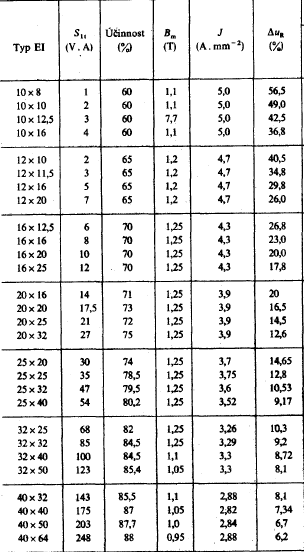 Typ EI S₁ₜ (V . A) Účinnost (%) Bₘ (T) J (A . mm⁻²) Δu_R (%)
10 x 8 1 60 1,1 5,0 56,5
10 x 10 2 60 1,1 5,0 49,0
10 x 12,5 3 60 7,7 5,0 42,5
10 x 16 4 60 1,1 5,0 36,8
12 x 10 2 65 1,2 4,7 40,5
12 x 11,5 3 65 1,2 4,7 34,8
12 x 16 5 65 1,2 4,7 29,8
12 x 20 7 65 1,2 4,7 26,0
16 x 12,5 6 70 1,25 4,3 26,8
16 x 16 8 70 1,25 4,3 23,0
16 x 20 10 70 1,25 4,3 20,0
16 x 25 12 70 1,25 4,3 17,8
20 x 16 14 71 1,25 3,9 20
20 x 20 17,5 73 1,25 3,9 16,5
20 x 25 21 72 1,25 3,9 14,5
20 x 32 27 75 1,25 3,9 12,6
25 x 20 30 74 1,25 3,7 14,65
25 x 25 35 78,5 1,25 3,75 12,8
25 x 32 47 79,5 1,25 3,6 10,53
25 x 40 54 80,2 1,25 3,52 9,17
32 x 25 68 82 1,25 3,26 10,3
32 x 32 85 84,5 1,25 3,29 9,2
32 x 40 100 84,5 1,1 3,3 8,72
32 x 50 123 85,4 1,05 3,3 8,1
40 x 32 143 85,5 1,1 2,88 8,1
40 x 40 175 87 1,05 2,82 7,34
40 x 50 203 87,7 1,0 2,84 6,7
40 x 64 248 88 0,95 2,88 6,2